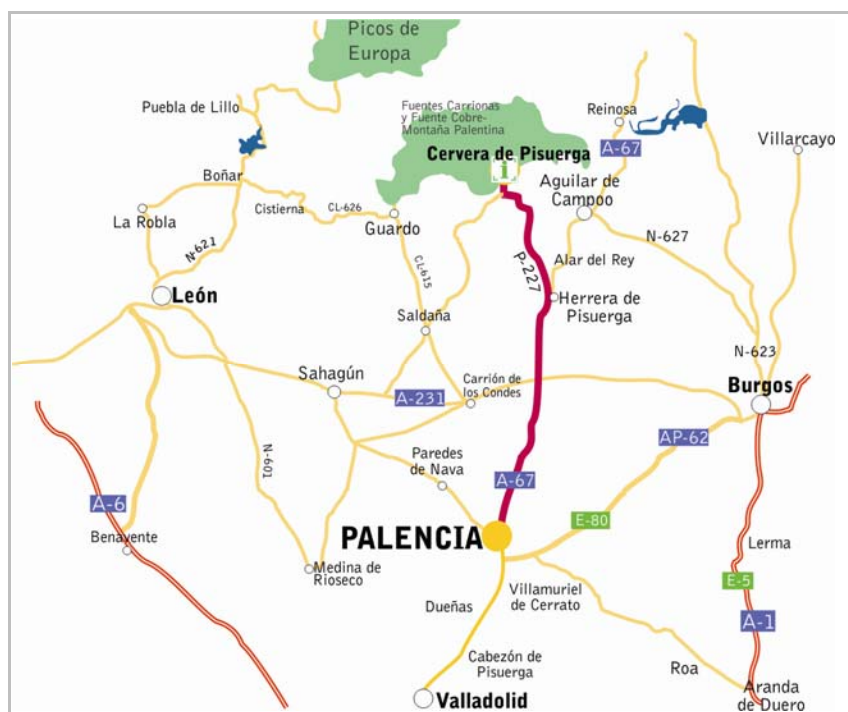 Picos de
Europa
Puebla de Lillo
Fuentes Carrionas
y Fuente Cobre-
Montaña Palentina
Reinosa
A-67
Villarcayo
Cervera de Pisuerga
i
Boñar
Aguilar de
Campoo
Cistierna
CL-626
La Robla
Guardo
N-621
N-627
CL-615
P-227
Alar del Rey
León
Herrera de
Pisuerga
Saldaña
N-623
Sahagún
Carrión de
los Condes
Burgos
A-231
AP-62
N-601
Paredes
de Nava
A-67
A-6
E-80
Benavente
PALENCIA
Lerma
Medina de
Rioseco
E-5
Villamuriel
de Cerrato
Dueñas
A-1
Cabezón de
Pisuerga
Roa
Aranda
de Duero
Valladolid